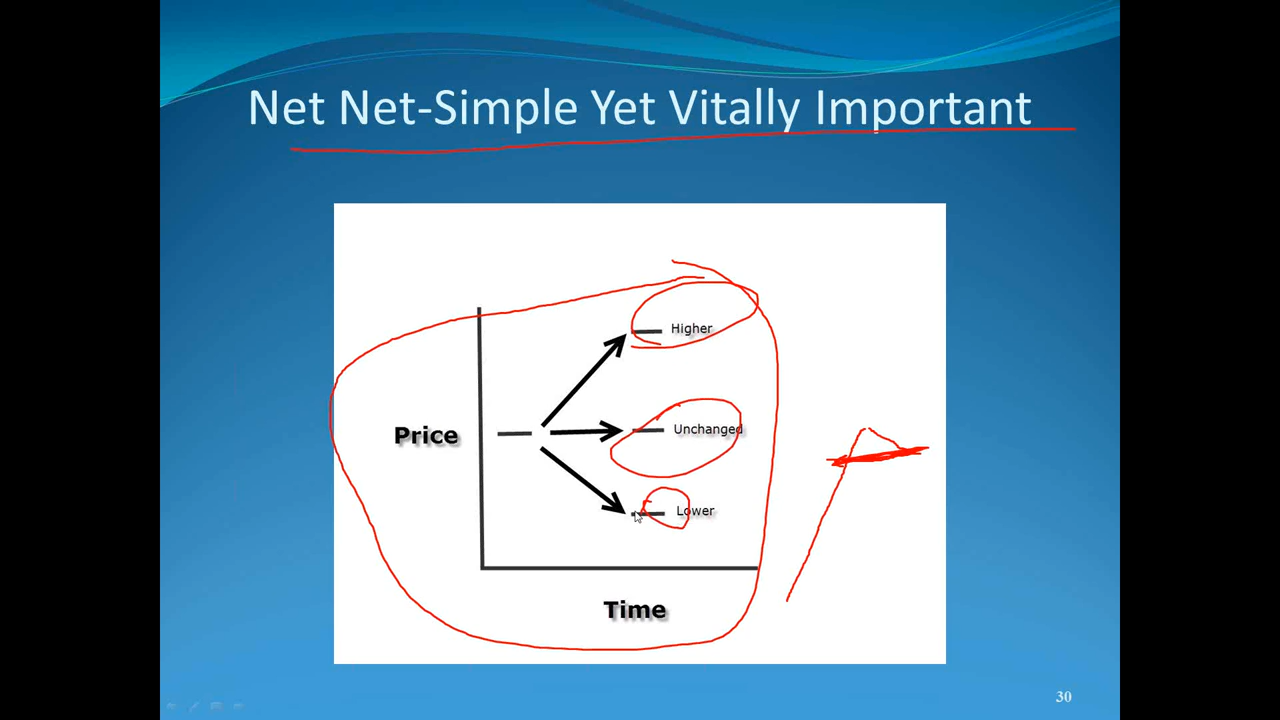 Net Net-Simple Yet Vitally Important
Higher
Price
Unchanged
Lower
Time
30